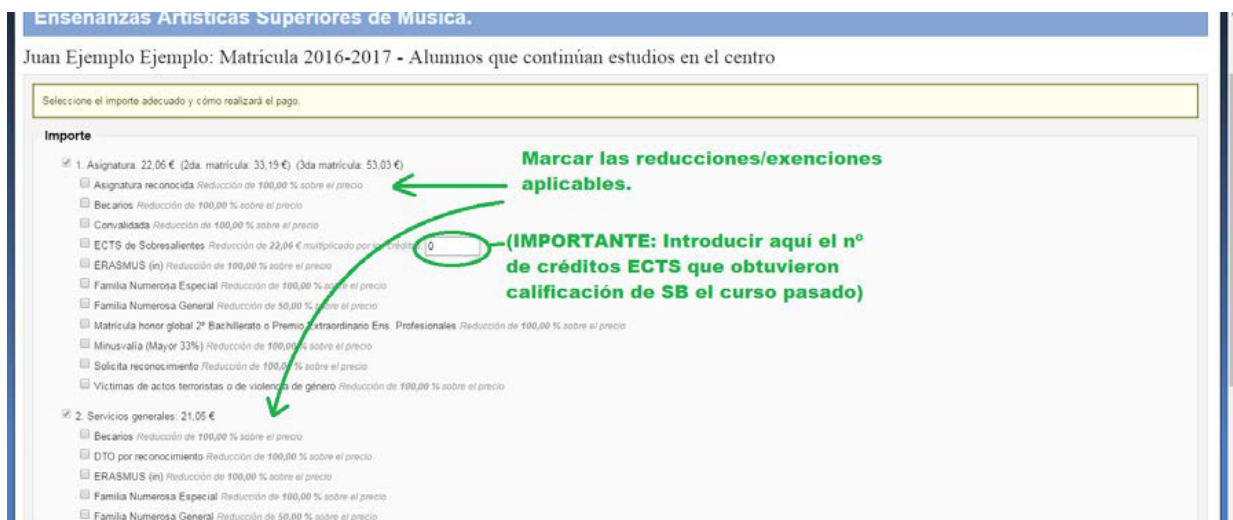 Enseñanzas Artísticas Superiores de Música.
Juan Ejemplo Ejemplo: Matrícula 2016-2017 - Alumnos que continúan estudios en el centro
Seleccione el importe adecuado y cómo realizará el pago.
Importe
1. Asignatura: 22,06 € (2da. matrícula: 33,19 €) (3da matrícula: 53,03 €)
Asignatura reconocida Reducción de 100,00 % sobre el precio
Becarios Reducción de 100,00 % sobre el precio
Convalidada Reducción de 100,00 % sobre el precio
ECTS de Sobresalientes Reducción de 22,06 € multiplicado por los créditos: 0
ERASMUS (in) Reducción de 100,00 % sobre el precio
Familia Numerosa Especial Reducción de 100,00 % sobre el precio
Familia Numerosa General Reducción de 50,00 % sobre el precio
Matrícula honor global 2º Bachillerato o Premio Extraordinario Ens. Profesionales Reducción de 100,00 % sobre el precio
Minusvalía (Mayor 33%) Reducción de 100,00 % sobre el precio
Solicita reconocimiento Reducción de 100,00 % sobre el precio
Víctimas de actos terroristas o de violencia de género Reducción de 100,00 % sobre el precio
Marcar las reducciones/exenciones
aplicables.
(IMPORTANTE: Introducir aquí el nº
de créditos ECTS que obtuvieron
calificación de SB el curso pasado)
2. Servicios generales: 21,05 €
Becarios Reducción de 100,00 % sobre el precio
DTO por reconocimiento Reducción de 100,00 % sobre el precio
ERASMUS (in) Reducción de 100,00 % sobre el precio
Familia Numerosa Especial Reducción de 100,00 % sobre el precio
Familia Numerosa General Reducción de 50,00 % sobre el precio